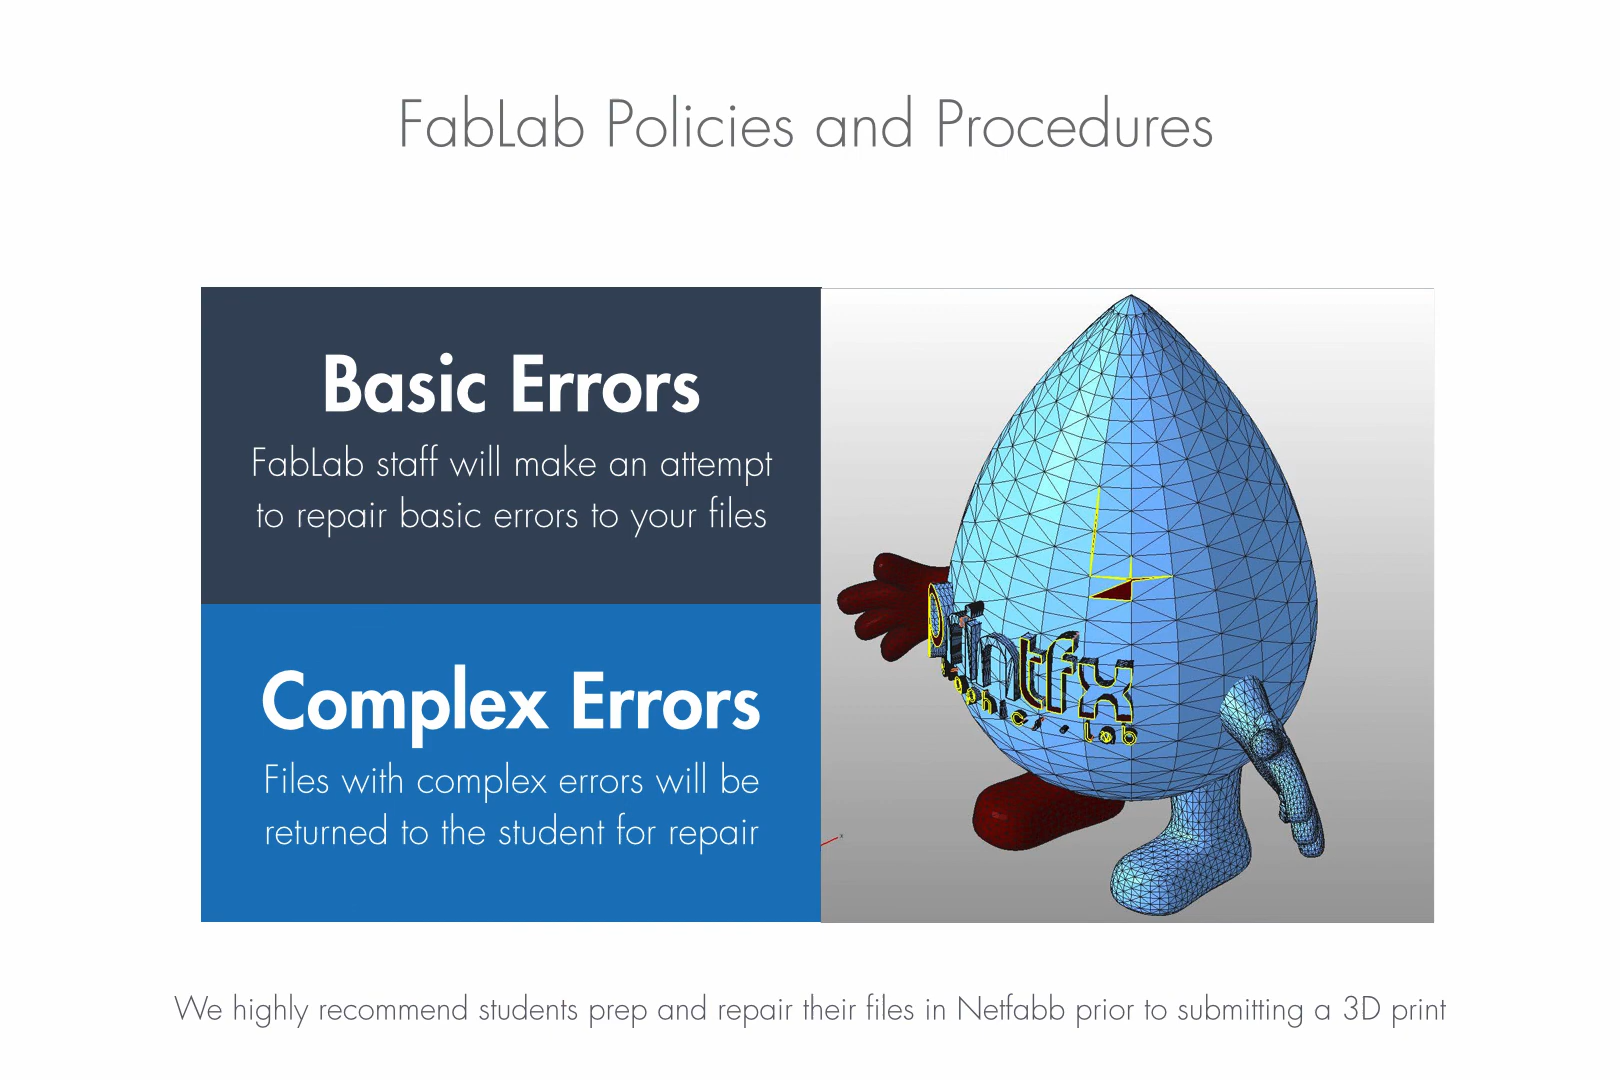 FabLab Policies and Procedures
Basic Errors
FabLab staff will make an attempt
to repair basic errors to your files
Complex Errors
Files with complex errors will be
returned to the student for repair
Printfx
graphics.lab
x
We highly recommend students prep and repair their files in Netfabb prior to submitting a 3D print